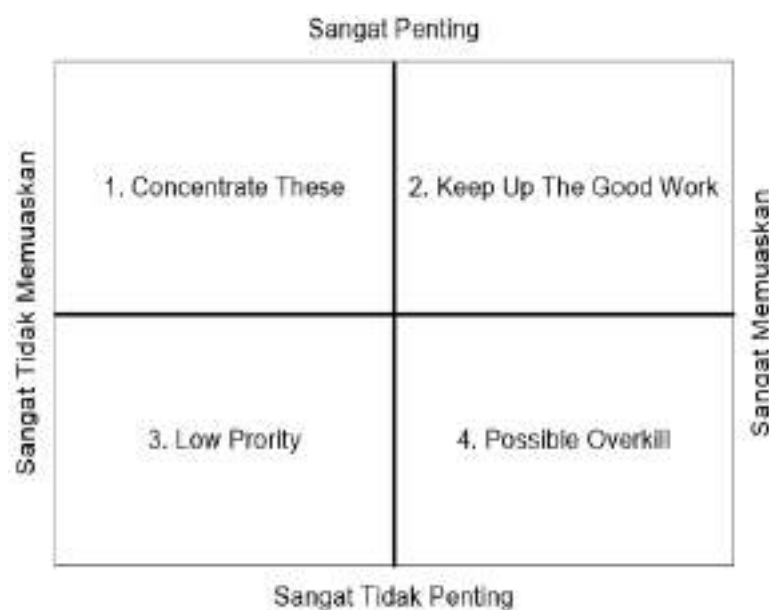 Sangat Penting
Sangat Tidak Memuaskan
1. Concentrate These
2. Keep Up The Good Work
Sangat Memuaskan
3. Low Prority
4. Possible Overkill
Sangat Tidak Penting